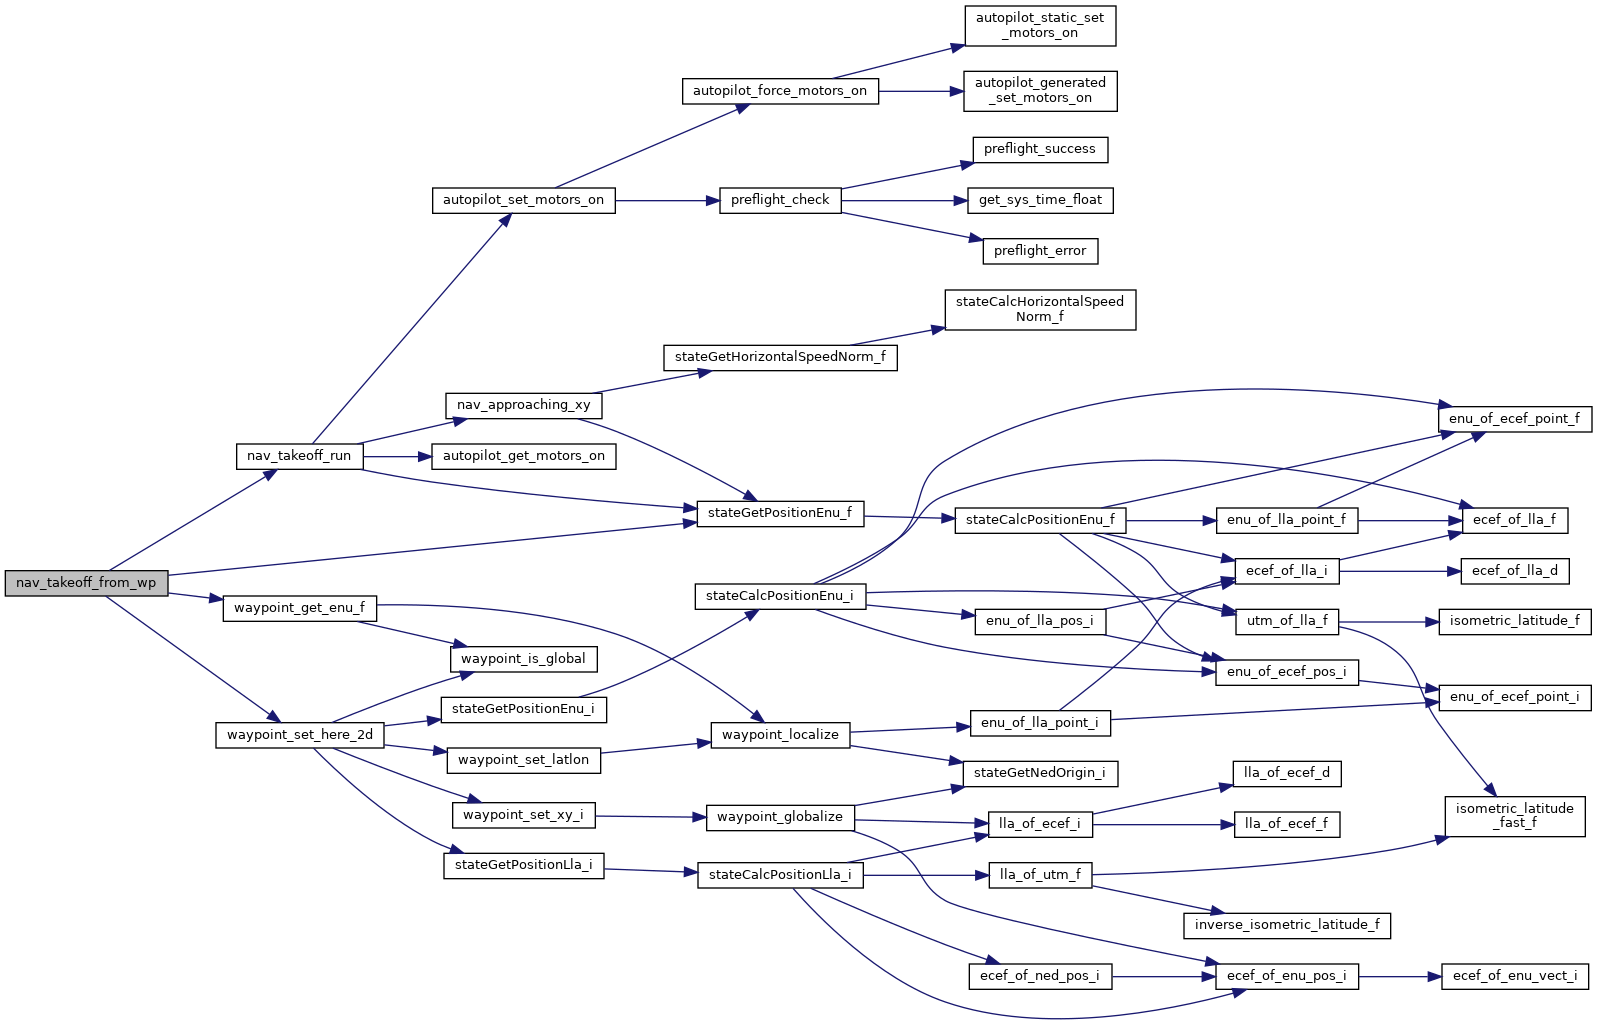 autopilot_static_set
_motors_on
autopilot_force_motors_on
autopilot_generated
_set_motors_on
preflight_success
autopilot_set_motors_on
preflight_check
get_sys_time_float
preflight_error
stateCalcHorizontalSpeed
Norm_f
stateGetHorizontalSpeedNorm_f
nav_approaching_xy
enu_of_ecef_point_f
nav_takeoff_run
autopilot_get_motors_on
stateGetPositionEnu_f
stateCalcPositionEnu_f
enu_of_lla_point_f
ecef_of_lla_f
nav_takeoff_from_wp
ecef_of_lla_i
ecef_of_lla_d
waypoint_get_enu_f
stateCalcPositionEnu_i
enu_of_lla_pos_i
utm_of_lla_f
isometric_latitude_f
waypoint_is_global
enu_of_ecef_pos_i
enu_of_ecef_point_i
stateGetPositionEnu_i
waypoint_set_here_2d
waypoint_localize
enu_of_lla_point_i
waypoint_set_latlon
stateGetNedOrigin_i
lla_of_ecef_d
waypoint_set_xy_i
waypoint_globalize
lla_of_ecef_i
lla_of_ecef_f
isometric_latitude
_fast_f
stateGetPositionLla_i
stateCalcPositionLla_i
lla_of_utm_f
inverse_isometric_latitude_f
ecef_of_ned_pos_i
ecef_of_enu_pos_i
ecef_of_enu_vect_i